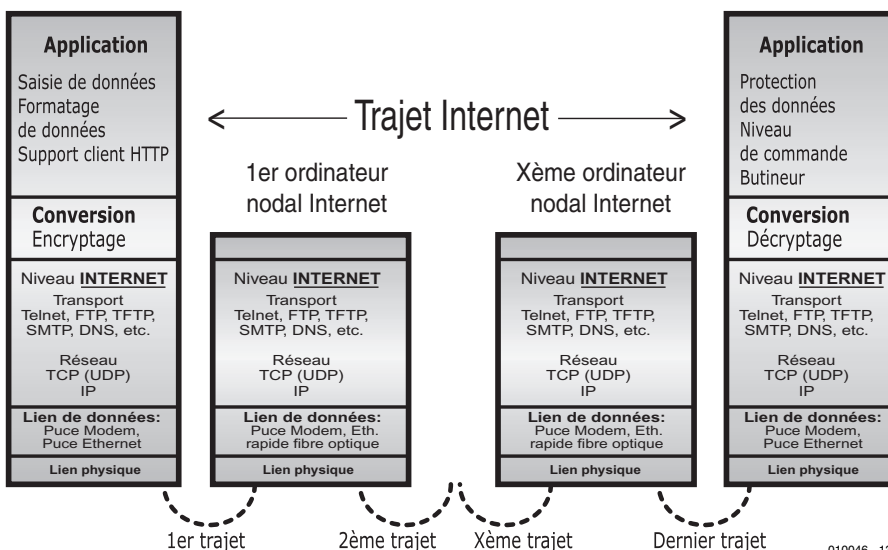 Application
Saisie de données
Formatage
de données
Support client HTTP
Conversion
Encryptage
Niveau INTERNET
Transport
Telnet, FTP, TFTP,
SMTP, DNS, etc.
Réseau
TCP (UDP)
IP
Lien de données:
Puce Modem,
Puce Ethernet
Lien physique
< Trajet Internet >
1er ordinateur
nodal Internet
Niveau INTERNET
Transport
Telnet, FTP, TFTP,
SMTP, DNS, etc.
Réseau
TCP (UDP)
IP
Lien de données:
Puce Modem, Eth.
rapide fibre optique
Lien physique
Xème ordinateur
nodal Internet
Niveau INTERNET
Transport
Telnet, FTP, TFTP,
SMTP, DNS, etc.
Réseau
TCP (UDP)
IP
Lien de données:
Puce Modem, Eth.
rapide fibre optique
Lien physique
Application
Protection
des données
Niveau
de commande
Butineur
Conversion
Décryptage
Niveau INTERNET
Transport
Telnet, FTP, TFTP,
SMTP, DNS, etc.
Réseau
TCP (UDP)
IP
Lien de données:
Puce Modem,
Puce Ethernet
Lien physique
1er trajet
2ème trajet
Xème trajet
Dernier trajet